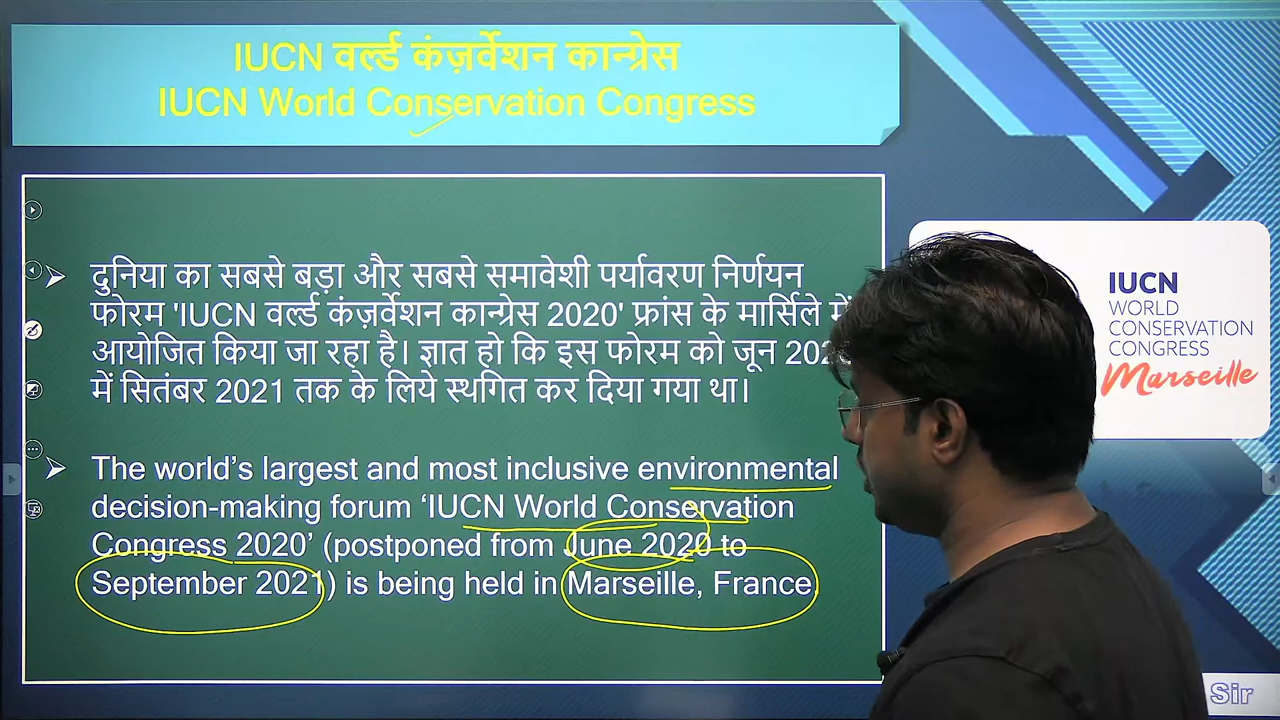 IUCN वर्ल्ड कंज़र्वेशन कान्ग्रेस
IUCN World Conservation Congress
दुनिया का सबसे बड़ा और सबसे समावेशी पर्यावरण निर्णयन
फोरम 'IUCN वर्ल्ड कंज़र्वेशन कान्ग्रेस 2020' फ्रांस के मार्सिले में
आयोजित किया जा रहा है। ज्ञात हो कि इस फोरम को जून
में सितंबर 2021 तक के लिये स्थगित कर दिया गया था।
The world’s largest and most inclusive environmental
decision-making forum ‘IUCN World Conservation
Congress 2020’ (postponed from June 2020 to
September 2021) is being held in Marseille, France
IUCN
WORLD
CONSERVATION
CONGRESS
Marseille
Sir